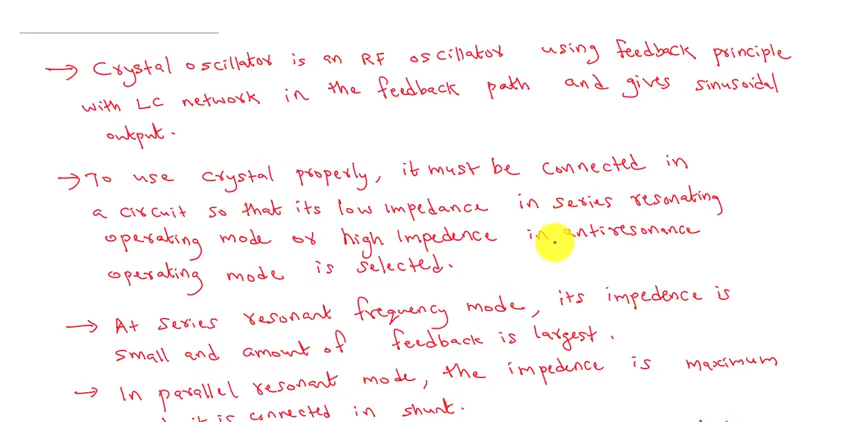 → Crystal oscillator is an RF oscillator using feedback principle
with LC network in the feedback path and gives sinusoidal
output.
→ To use crystal properly, it must be connected in
a circuit so that its low impedance in series resonating
operating mode or high impedence in antiresonance
operating mode is selected.
→ At series resonant frequency mode, its impedence is
small and amount of feedback is largest.
→ In parallel resonant mode, the impedence is maximum
it is connected in shunt.